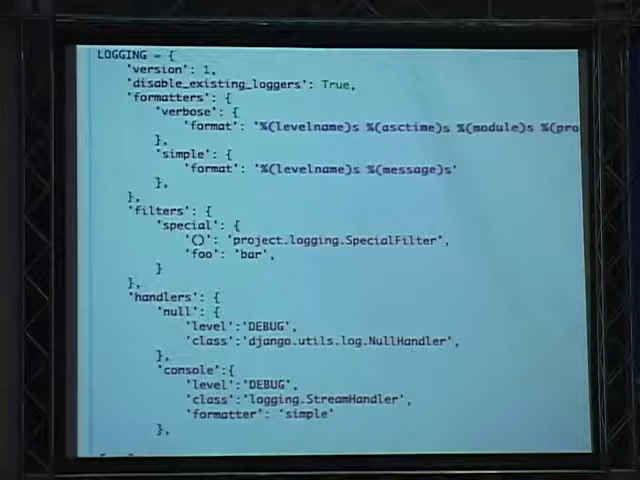 LOGGING = {
'version': 1,
'disable_existing_loggers': True,
'formatters': {
'verbose': {
'format': '%(levelname)s %(asctime)s %(module)s %(pro
},
'simple': {
'format': '%(levelname)s %(message)s'
},
},
'filters': {
'special': {
'()': 'project.logging.SpecialFilter',
'foo': 'bar',
}
},
'handlers': {
'null': {
'level':'DEBUG',
'class':'django.utils.log.NullHandler',
},
'console':{
'level':'DEBUG',
'class':'logging.StreamHandler',
'formatter': 'simple'
},